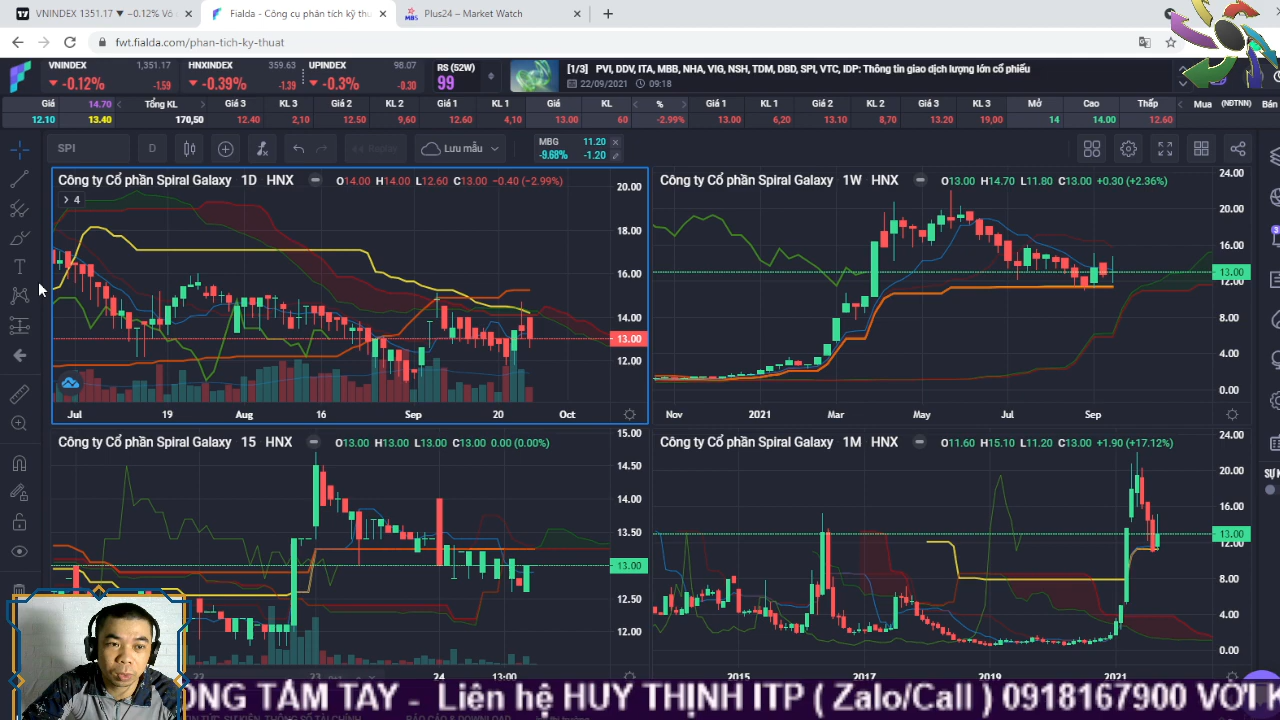 VNINDEX 1351.17 ▼ −0.12% Vô
Fialda - Công cụ phân tích kỹ thu
Plus24 – Market Watch
fwt.fialda.com/phan-tich-ky-thuat
VNINDEX 1,351.17
-0.12% -1.59
HNXINDEX 359.63
-0.39% -1.39
UPINDEX 98.07
-0.3% -0.30
RS (52W)
99
[1/3] PVI, DDV, ITA, MBB, NHA, VIG, NSH, TDM, DBD, SPI, VTC, IDP: Thông tin giao dịch lượng lớn cổ phiếu
22/09/2021 09:18
Giá 14.70 Tổng KL Giá 3 KL 3 Giá 2 KL 2 Giá 1 KL 1 Giá KL % Giá 1 KL 1 Giá 2 KL 2 Giá 3 KL 3 Mở Cao Thấp Mua (NĐTNN) Bán
12.10 13.40 170,50 12.40 2,10 12.50 9,60 12.60 4,10 13.00 60 -2.99% 13.00 6,20 13.10 8,70 13.20 19,00 14 14.00 12.60
SPI D Replay Lưu mẫu
MBG 11.20
-9.68% -1.20
Công ty Cổ phần Spiral Galaxy 1D HNX O14.00 H14.00 L12.60 C13.00 −0.40 (−2.99%)
4
20.00
18.00
16.00
14.00
13.00
12.00
Jul 19 Aug 16 Sep 20 Oct
Công ty Cổ phần Spiral Galaxy 1W HNX O13.00 H14.70 L11.80 C13.00 +0.30 (+2.36%)
24.00
20.00
16.00
13.00
12.00
8.00
4.00
0.00
Nov 2021 Mar May Jul Sep
Công ty Cổ phần Spiral Galaxy 15 HNX O13.00 H13.00 L13.00 C13.00 0.00 (0.00%)
15.00
14.50
14.00
13.50
13.00
12.50
12.00
22 23 24 13:00
Công ty Cổ phần Spiral Galaxy 1M HNX O11.60 H15.10 L11.20 C13.00 +1.90 (+17.12%)
24.00
20.00
16.00
13.00
12.00
8.00
4.00
0.00
2015 2017 2019 2021
SỰ K
ỒNG TẦM TAY - Liên hệ HUY THỊNH ITP ( Zalo/Call ) 0918167900 VỚI K